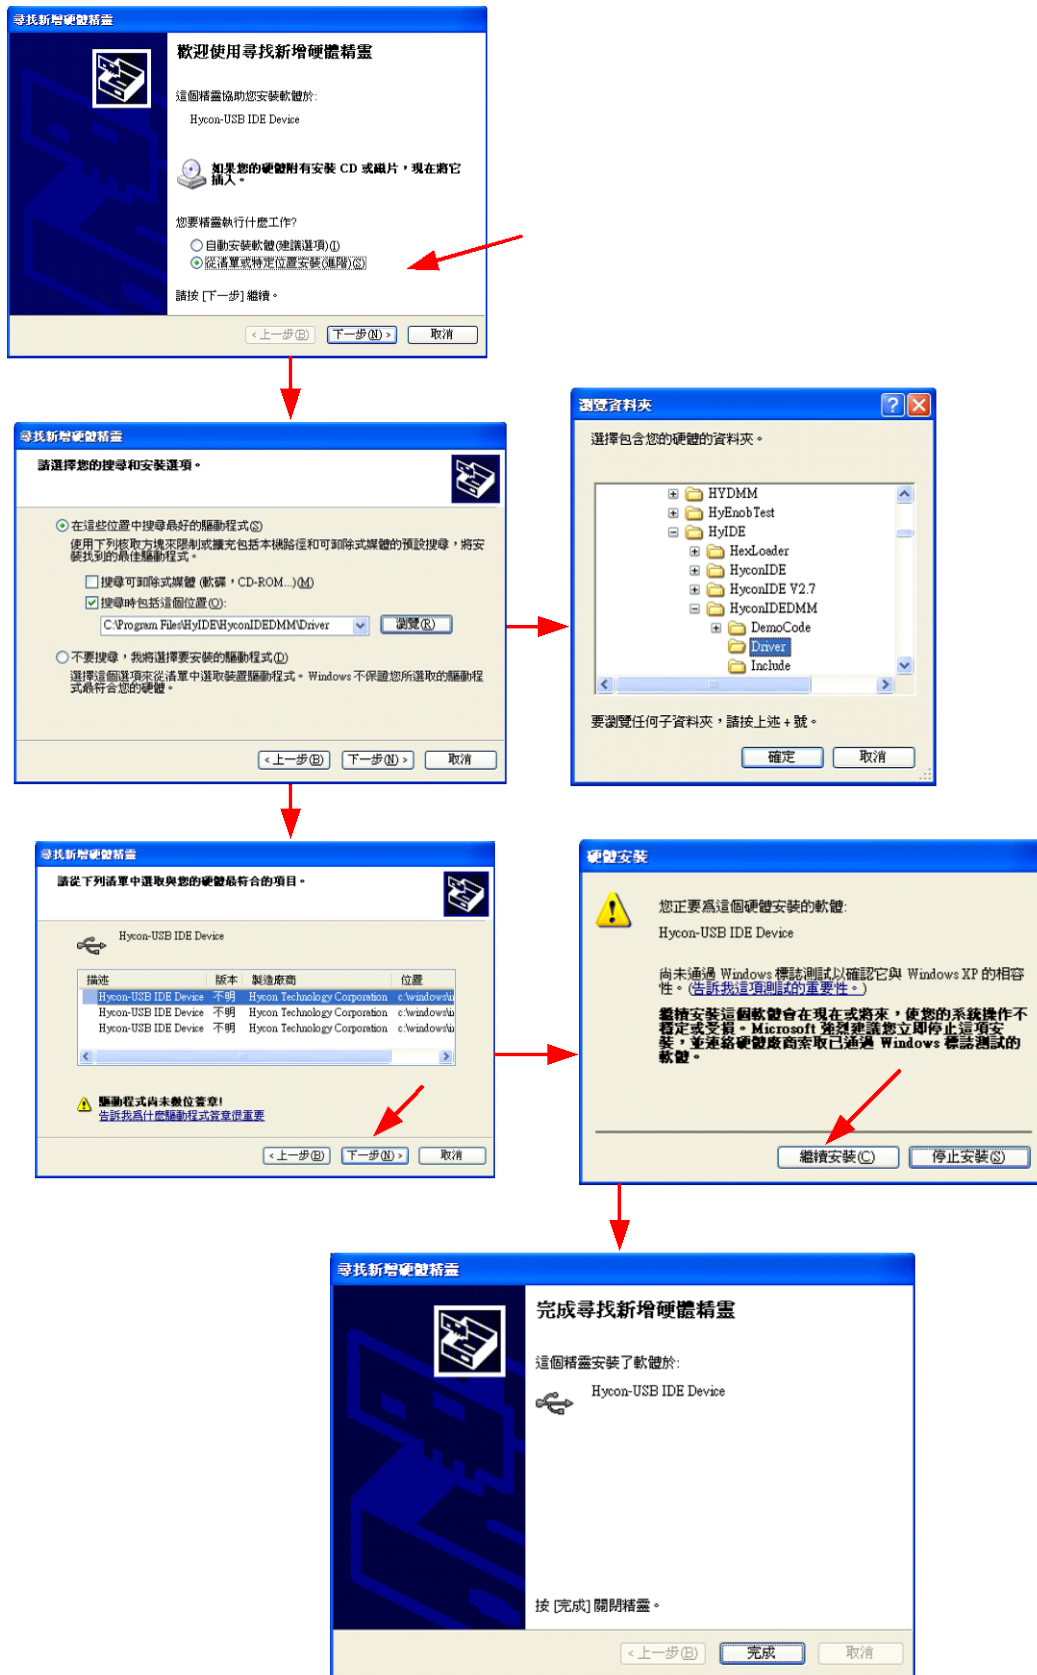 尋找新增硬體精靈
歡迎使用尋找新增硬體精靈
這個精靈協助您安裝軟體於:
Hycon-USB IDE Device
如果您的硬體附有安裝 CD 或磁片，現在將它
插入。
您要精靈執行什麼工作?
自動安裝軟體(建議選項)(I)
從清單或特定位置安裝(進階)(S)
請按 [下一步] 繼續。
<上一步(B) 下一步(N)> 取消
尋找新增硬體精靈
請選擇您的搜尋和安裝選項。
在這些位置中搜尋最好的驅動程式(S)
使用下列核取方塊來限制或擴充包括本機路徑和可卸除式媒體的預設搜尋，將安
裝找到的最佳驅動程式。
搜尋可卸除式媒體 (軟碟，CD-ROM...)(M)
搜尋時包括這個位置(O):
C:\Program Files\HyIDE\HyconIDEDMM\Driver 瀏覽(R)
不要搜尋，我將選擇要安裝的驅動程式(D)
選擇這個選項來從清單中選取裝置驅動程式。Windows 不保證您所選取的驅動程
式最符合您的硬體。
<上一步(B) 下一步(N)> 取消
瀏覽資料夾
選擇包含您的硬體的資料夾。
HYDMM
HyEnobTest
HyIDE
HexLoader
HyconIDE
HyconIDE V2.7
HyconIDEDMM
DemoCode
Driver
Include
要瀏覽任何子資料夾，請按上述 + 號。
確定 取消
尋找新增硬體精靈
請從下列清單中選取與您的硬體最符合的項目。
Hycon-USB IDE Device
描述 版本 製造廠商 位置
Hycon-USB IDE Device 不明 Hycon Technology Corporation c:\windows\in
Hycon-USB IDE Device 不明 Hycon Technology Corporation c:\windows\in
Hycon-USB IDE Device 不明 Hycon Technology Corporation c:\windows\in
驅動程式尚未數位簽章!
告訴我為什麼驅動程式簽章很重要
<上一步(B) 下一步(N)> 取消
硬體安裝
您正要為這個硬體安裝的軟體:
Hycon-USB IDE Device
尚未通過 Windows 標誌測試以確認它與 Windows XP 的相容
性。(告訴我這項測試的重要性。)
繼續安裝這個軟體會在現在或將來，使您的系統操作不
穩定或受損。Microsoft 強烈建議您立即停止這項安
裝，並連絡硬體廠商索取已通過 Windows 標誌測試的
軟體。
繼續安裝(C) 停止安裝(S)
尋找新增硬體精靈
完成尋找新增硬體精靈
這個精靈安裝了軟體於:
Hycon-USB IDE Device
按 [完成] 關閉精靈。
<上一步(B) 完成 取消